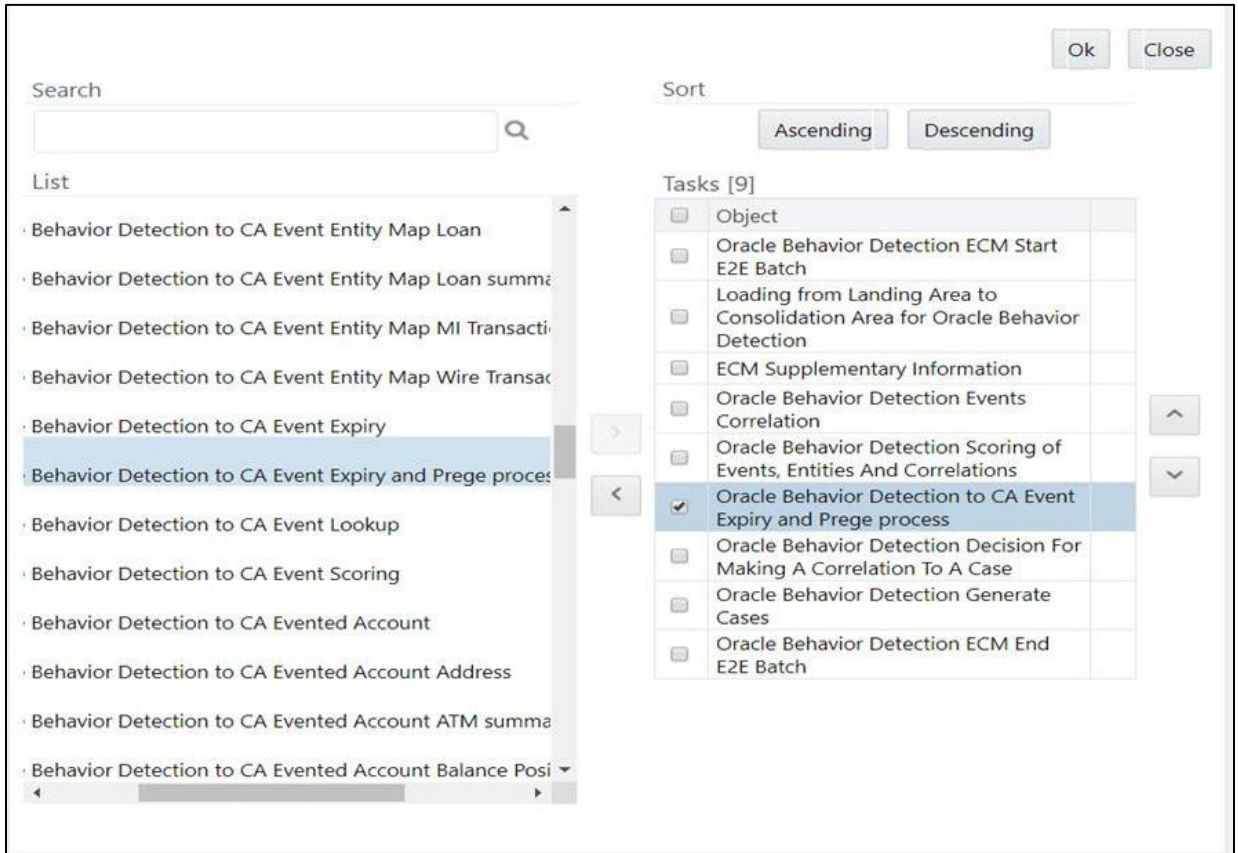 Ok Close
Search
Sort
Ascending Descending
List
Behavior Detection to CA Event Entity Map Loan
Behavior Detection to CA Event Entity Map Loan summa
Behavior Detection to CA Event Entity Map MI Transacti
Behavior Detection to CA Event Entity Map Wire Transac
Behavior Detection to CA Event Expiry
Behavior Detection to CA Event Expiry and Prege proces
Behavior Detection to CA Event Lookup
Behavior Detection to CA Event Scoring
Behavior Detection to CA Evented Account
Behavior Detection to CA Evented Account Address
Behavior Detection to CA Evented Account ATM summa
Behavior Detection to CA Evented Account Balance Posi
Tasks [9]
Object
Oracle Behavior Detection ECM Start
E2E Batch
Loading from Landing Area to
Consolidation Area for Oracle Behavior
Detection
ECM Supplementary Information
Oracle Behavior Detection Events
Correlation
Oracle Behavior Detection Scoring of
Events, Entities And Correlations
Oracle Behavior Detection to CA Event
Expiry and Prege process
Oracle Behavior Detection Decision For
Making A Correlation To A Case
Oracle Behavior Detection Generate
Cases
Oracle Behavior Detection ECM End
E2E Batch